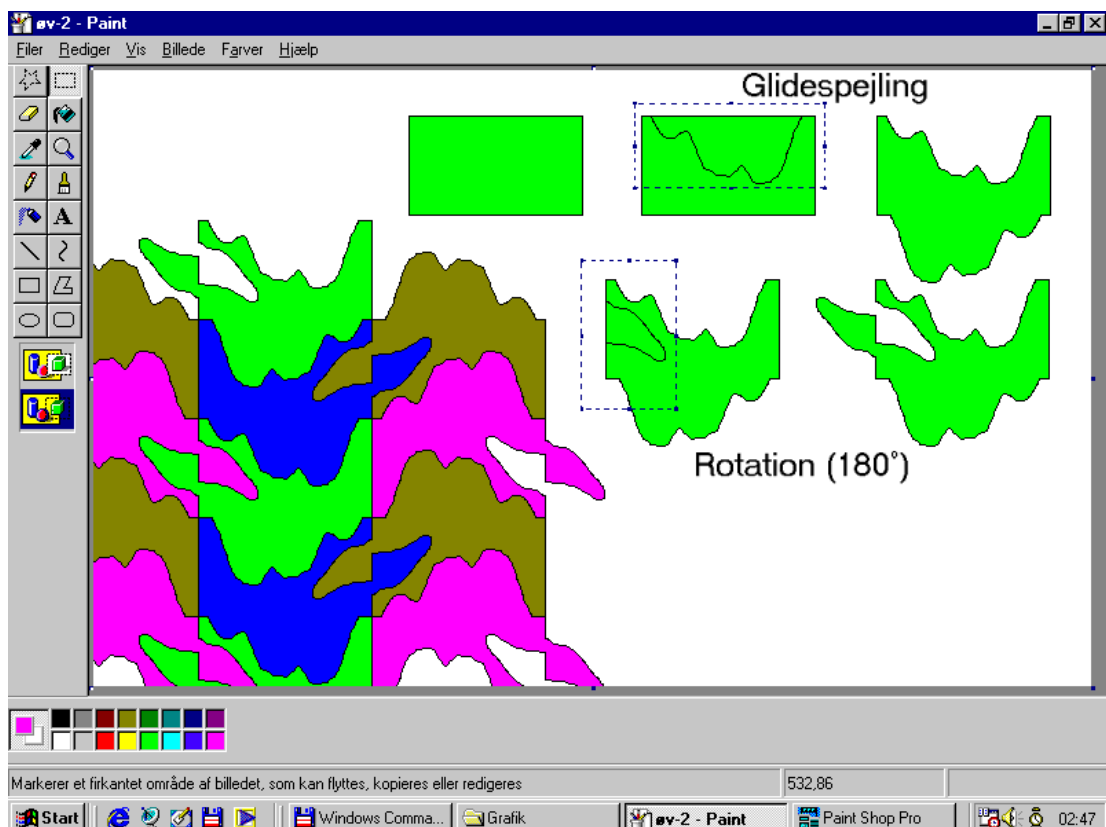 øv-2 - Paint
Filer Rediger Vis Billede Farver Hjælp
Glidespejling
A
Rotation (180°)
Markerer et firkantet område af billedet, som kan flyttes, kopieres eller redigeres
532,86
Start Windows Comma... Grafik øv-2 - Paint Paint Shop Pro 02:47